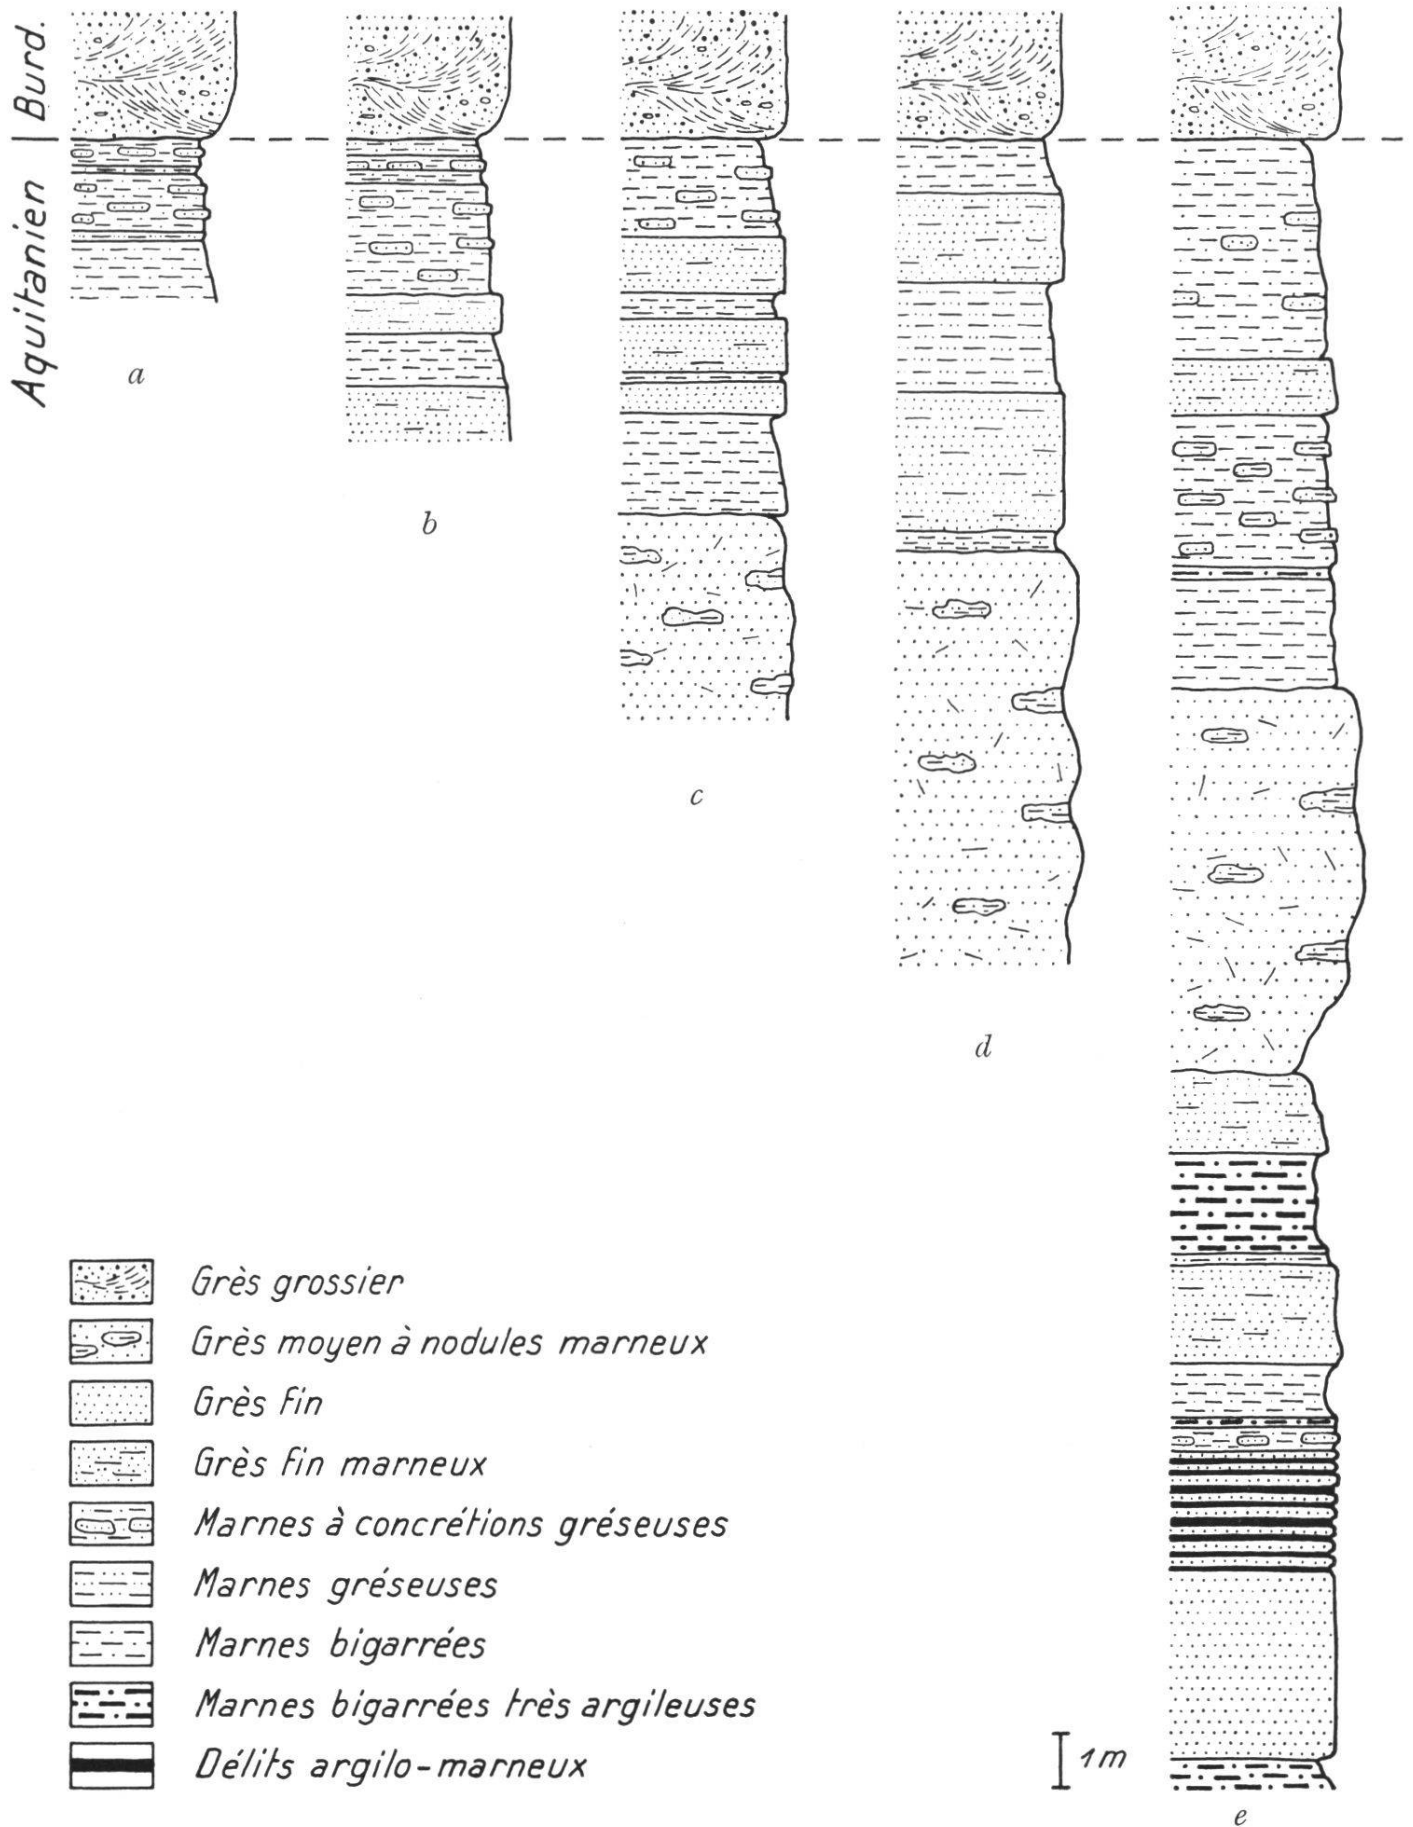 Burd.
Aquitanien
a
b
c
d
e
Grès grossier
Grès moyen à nodules marneux
Grès fin
Grès fin marneux
Marnes à concrétions gréseuses
Marnes gréseuses
Marnes bigarrées
Marnes bigarrées très argileuses
Délits argilo-marneux
1m